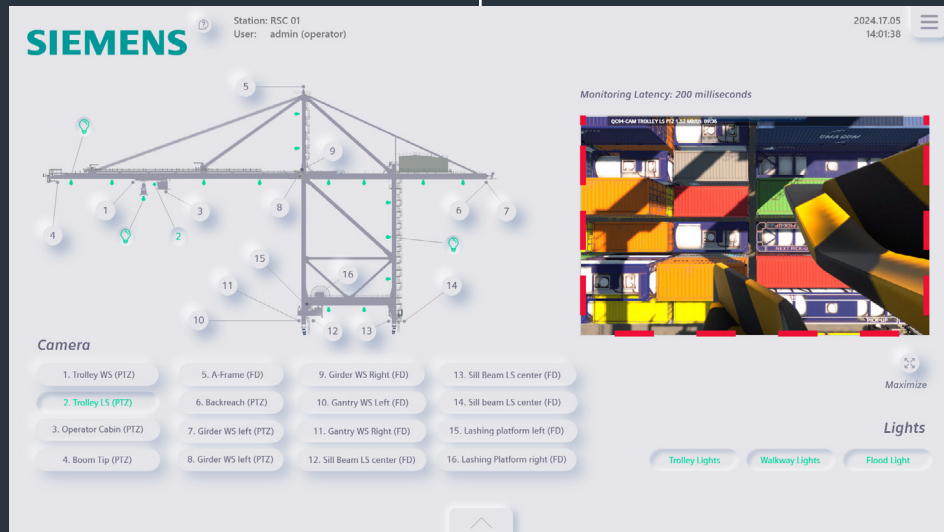 SIEMENS
Station: RSC 01
User: admin (operator)
2024.17.05
14:01:38
5
9
1
3
4
2
8
6
7
15
16
11
14
10
12
13
Monitoring Latency: 200 milliseconds
QC04-CAM TROLLEY LS PTZ
Camera
1. Trolley WS (PTZ)
5. A-Frame (FD)
9. Girder WS Right (FD)
13. Sill Beam LS center (FD)
2. Trolley LS (PTZ)
6. Backreach (PTZ)
10. Gantry WS Left (FD)
14. Sill beam LS center (FD)
3. Operator Cabin (PTZ)
7. Girder WS left (PTZ)
11. Gantry WS Right (FD)
15. Lashing platform left (FD)
4. Boom Tip (PTZ)
8. Girder WS left (PTZ)
12. Sill Beam LS center (FD)
16. Lashing Platform right (FD)
Maximize
Lights
Trolley Lights
Walkway Lights
Flood Light